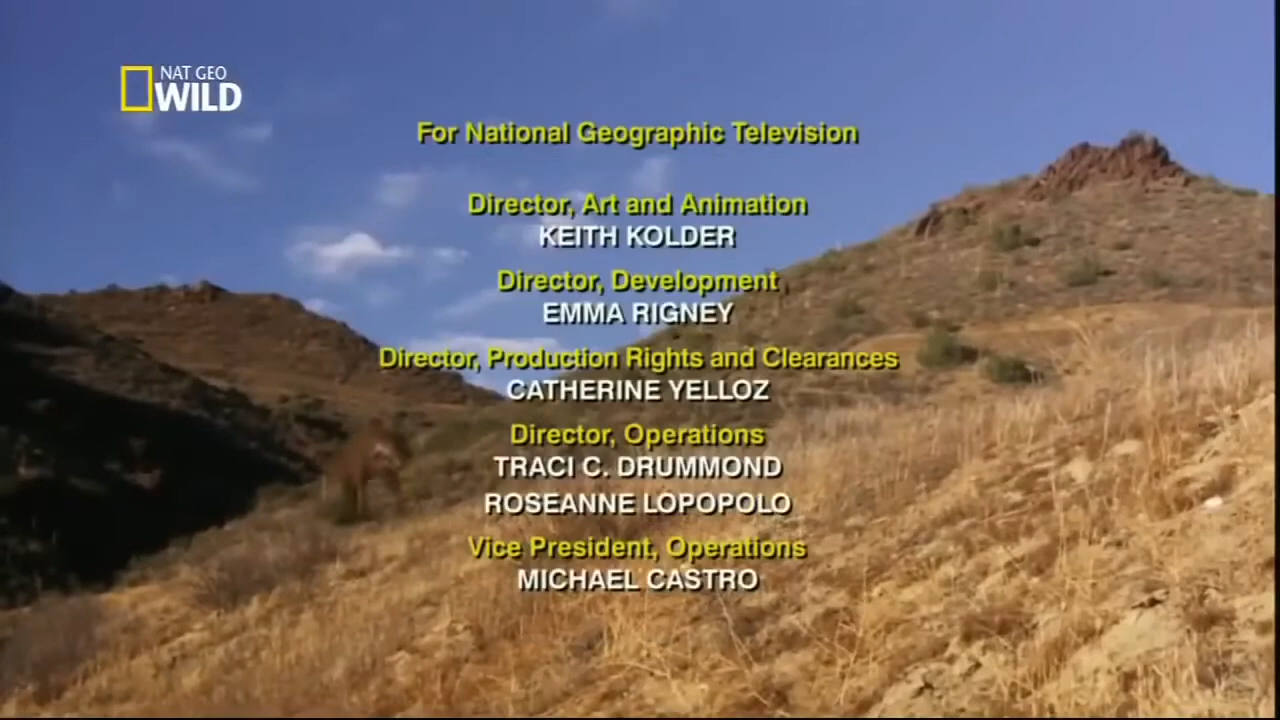 NAT GEO
WILD
For National Geographic Television
Director, Art and Animation
KEITH KOLDER
Director, Development
EMMA RIGNEY
Director, Production Rights and Clearances
CATHERINE YELLOZ
Director, Operations
TRACI C. DRUMMOND
ROSEANNE LOPOPOLO
Vice President, Operations
MICHAEL CASTRO